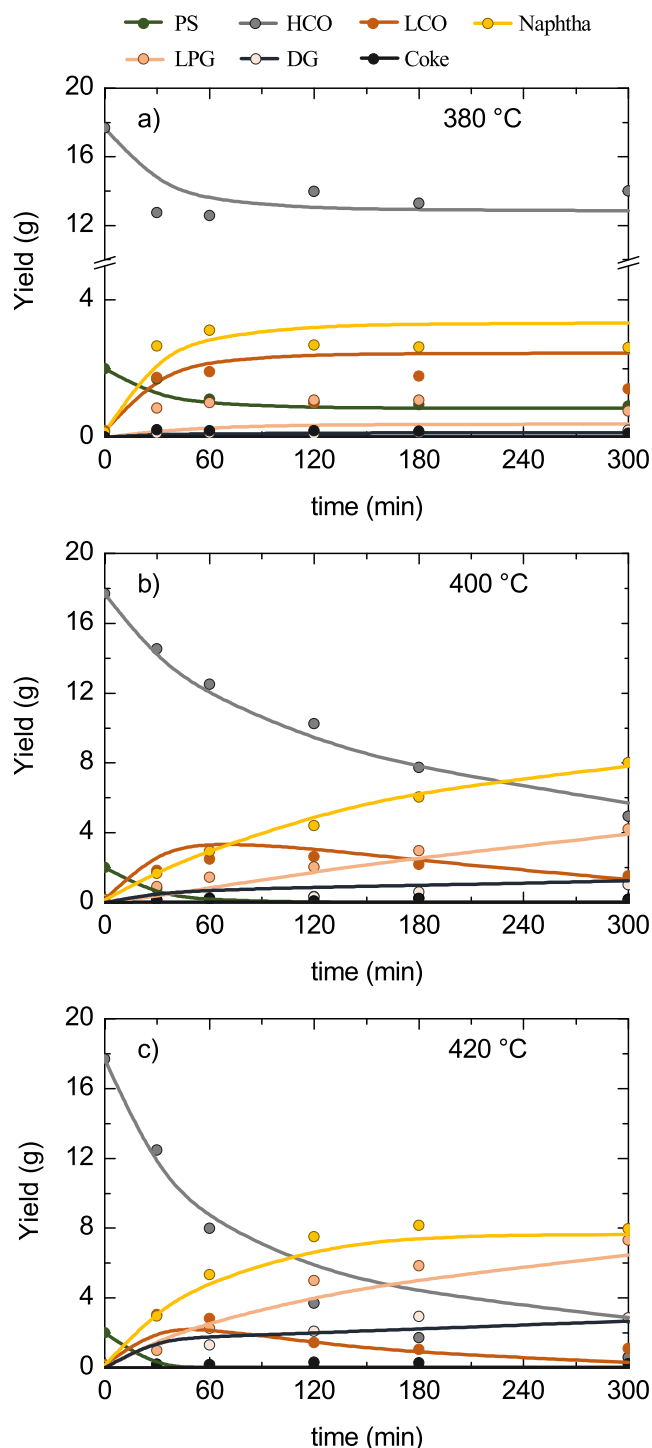 PS HCO LCO Naphtha
LPG DG Coke
a) 380 °C
20
16
12
4
0
Yield (g)
0 60 120 180 240 300
time (min)
b) 400 °C
20
16
12
8
4
0
Yield (g)
0 60 120 180 240 300
time (min)
c) 420 °C
20
16
12
8
4
0
Yield (g)
0 60 120 180 240 300
time (min)